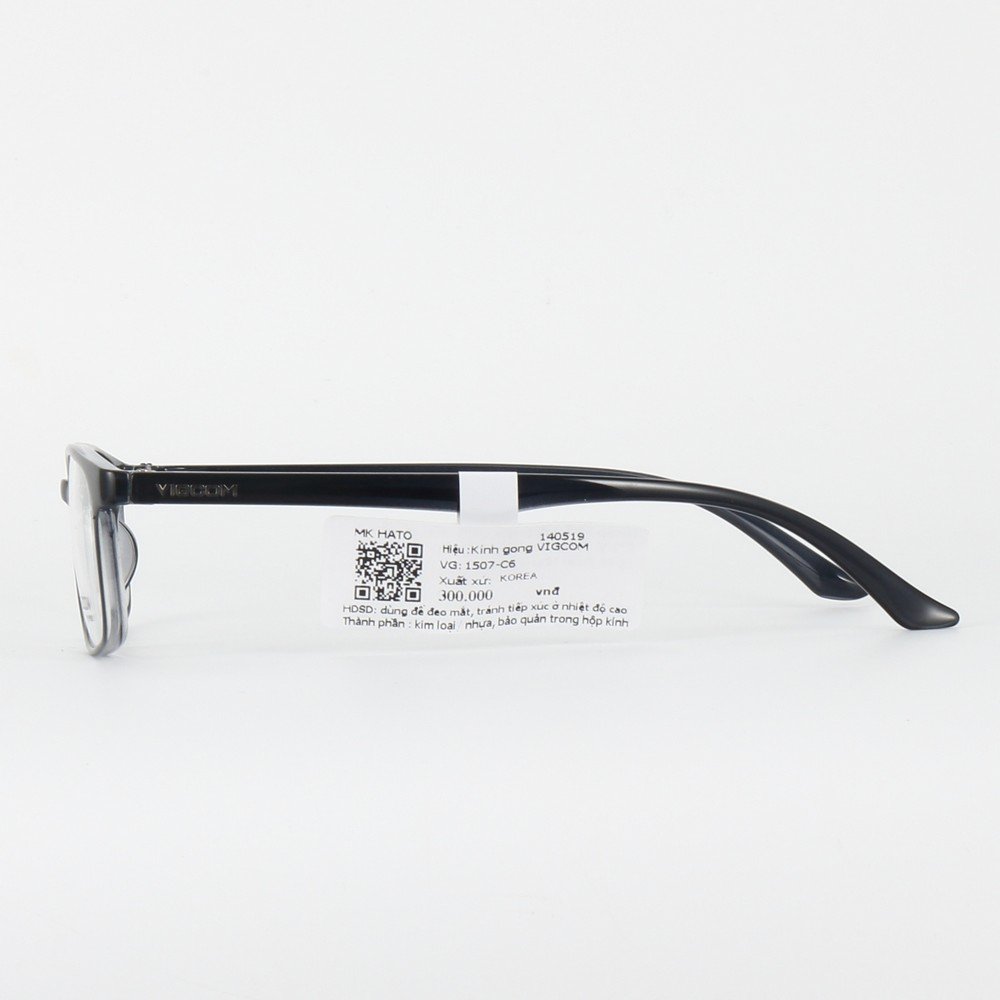 VIGCOM
MK HATO 140519
Hiệu :Kính gọng VIGCOM
VG: 1507-C6
Xuất xứ: KOREA
300.000 vnđ
HDSD: dùng để đeo mắt, tránh tiếp xúc ở nhiệt độ cao
Thành phần : kim loại / nhựa, bảo quản trong hộp kính